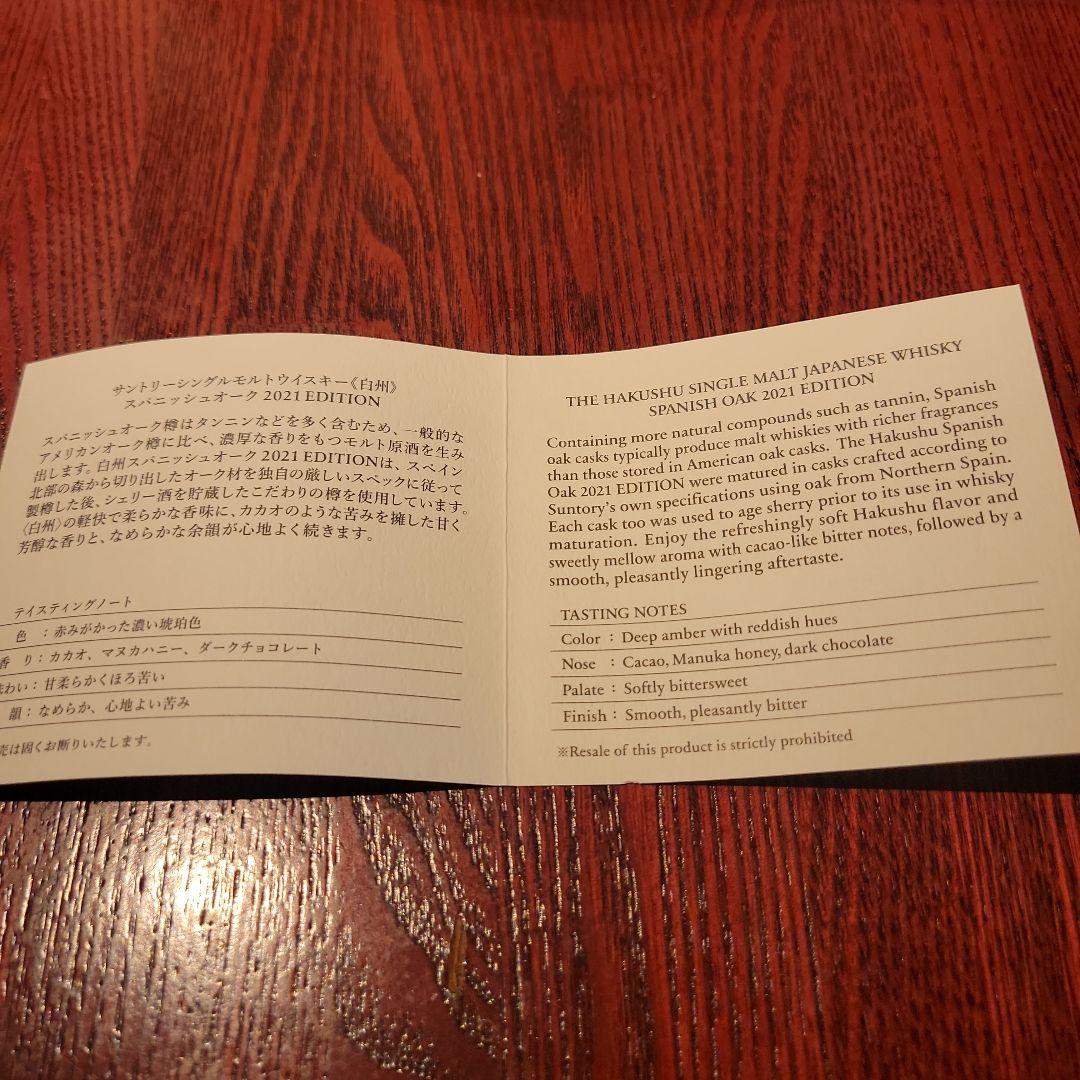 サントリーシングルモルトウイスキー《白州》
スパニッシュオーク 2021 EDITION
スパニッシュオーク樽はタンニンなどを多く含むため、一般的な
アメリカンオーク樽に比べ、濃厚な香りをもつモルト原酒を生み
出します。白州スパニッシュオーク 2021 EDITIONは、スペイン
北部の森から切り出したオーク材を独自の厳しいスペックに従って
製樽した後、シェリー酒を貯蔵したこだわりの樽を使用しています。
〈白州〉の軽快で柔らかな香味に、カカオのような苦みを擁した甘く
芳醇な香りと、なめらかな余韻が心地よく続きます。
テイスティングノート
色 : 赤みがかった濃い琥珀色
香 り : カカオ、マヌカハニー、ダークチョコレート
わい : 甘柔らかくほろ苦い
韻 : なめらか、心地よい苦み
売は固くお断りいたします。
THE HAKUSHU SINGLE MALT JAPANESE WHISKY
SPANISH OAK 2021 EDITION
Containing more natural compounds such as tannin, Spanish
oak casks typically produce malt whiskies with richer fragrances
than those stored in American oak casks. The Hakushu Spanish
Oak 2021 EDITION were matured in casks crafted according to
Suntory's own specifications using oak from Northern Spain.
Each cask too was used to age sherry prior to its use in whisky
maturation. Enjoy the refreshingly soft Hakushu flavor and
sweetly mellow aroma with cacao-like bitter notes, followed by a
smooth, pleasantly lingering aftertaste.
TASTING NOTES
Color : Deep amber with reddish hues
Nose : Cacao, Manuka honey, dark chocolate
Palate : Softly bittersweet
Finish : Smooth, pleasantly bitter
※Resale of this product is strictly prohibited